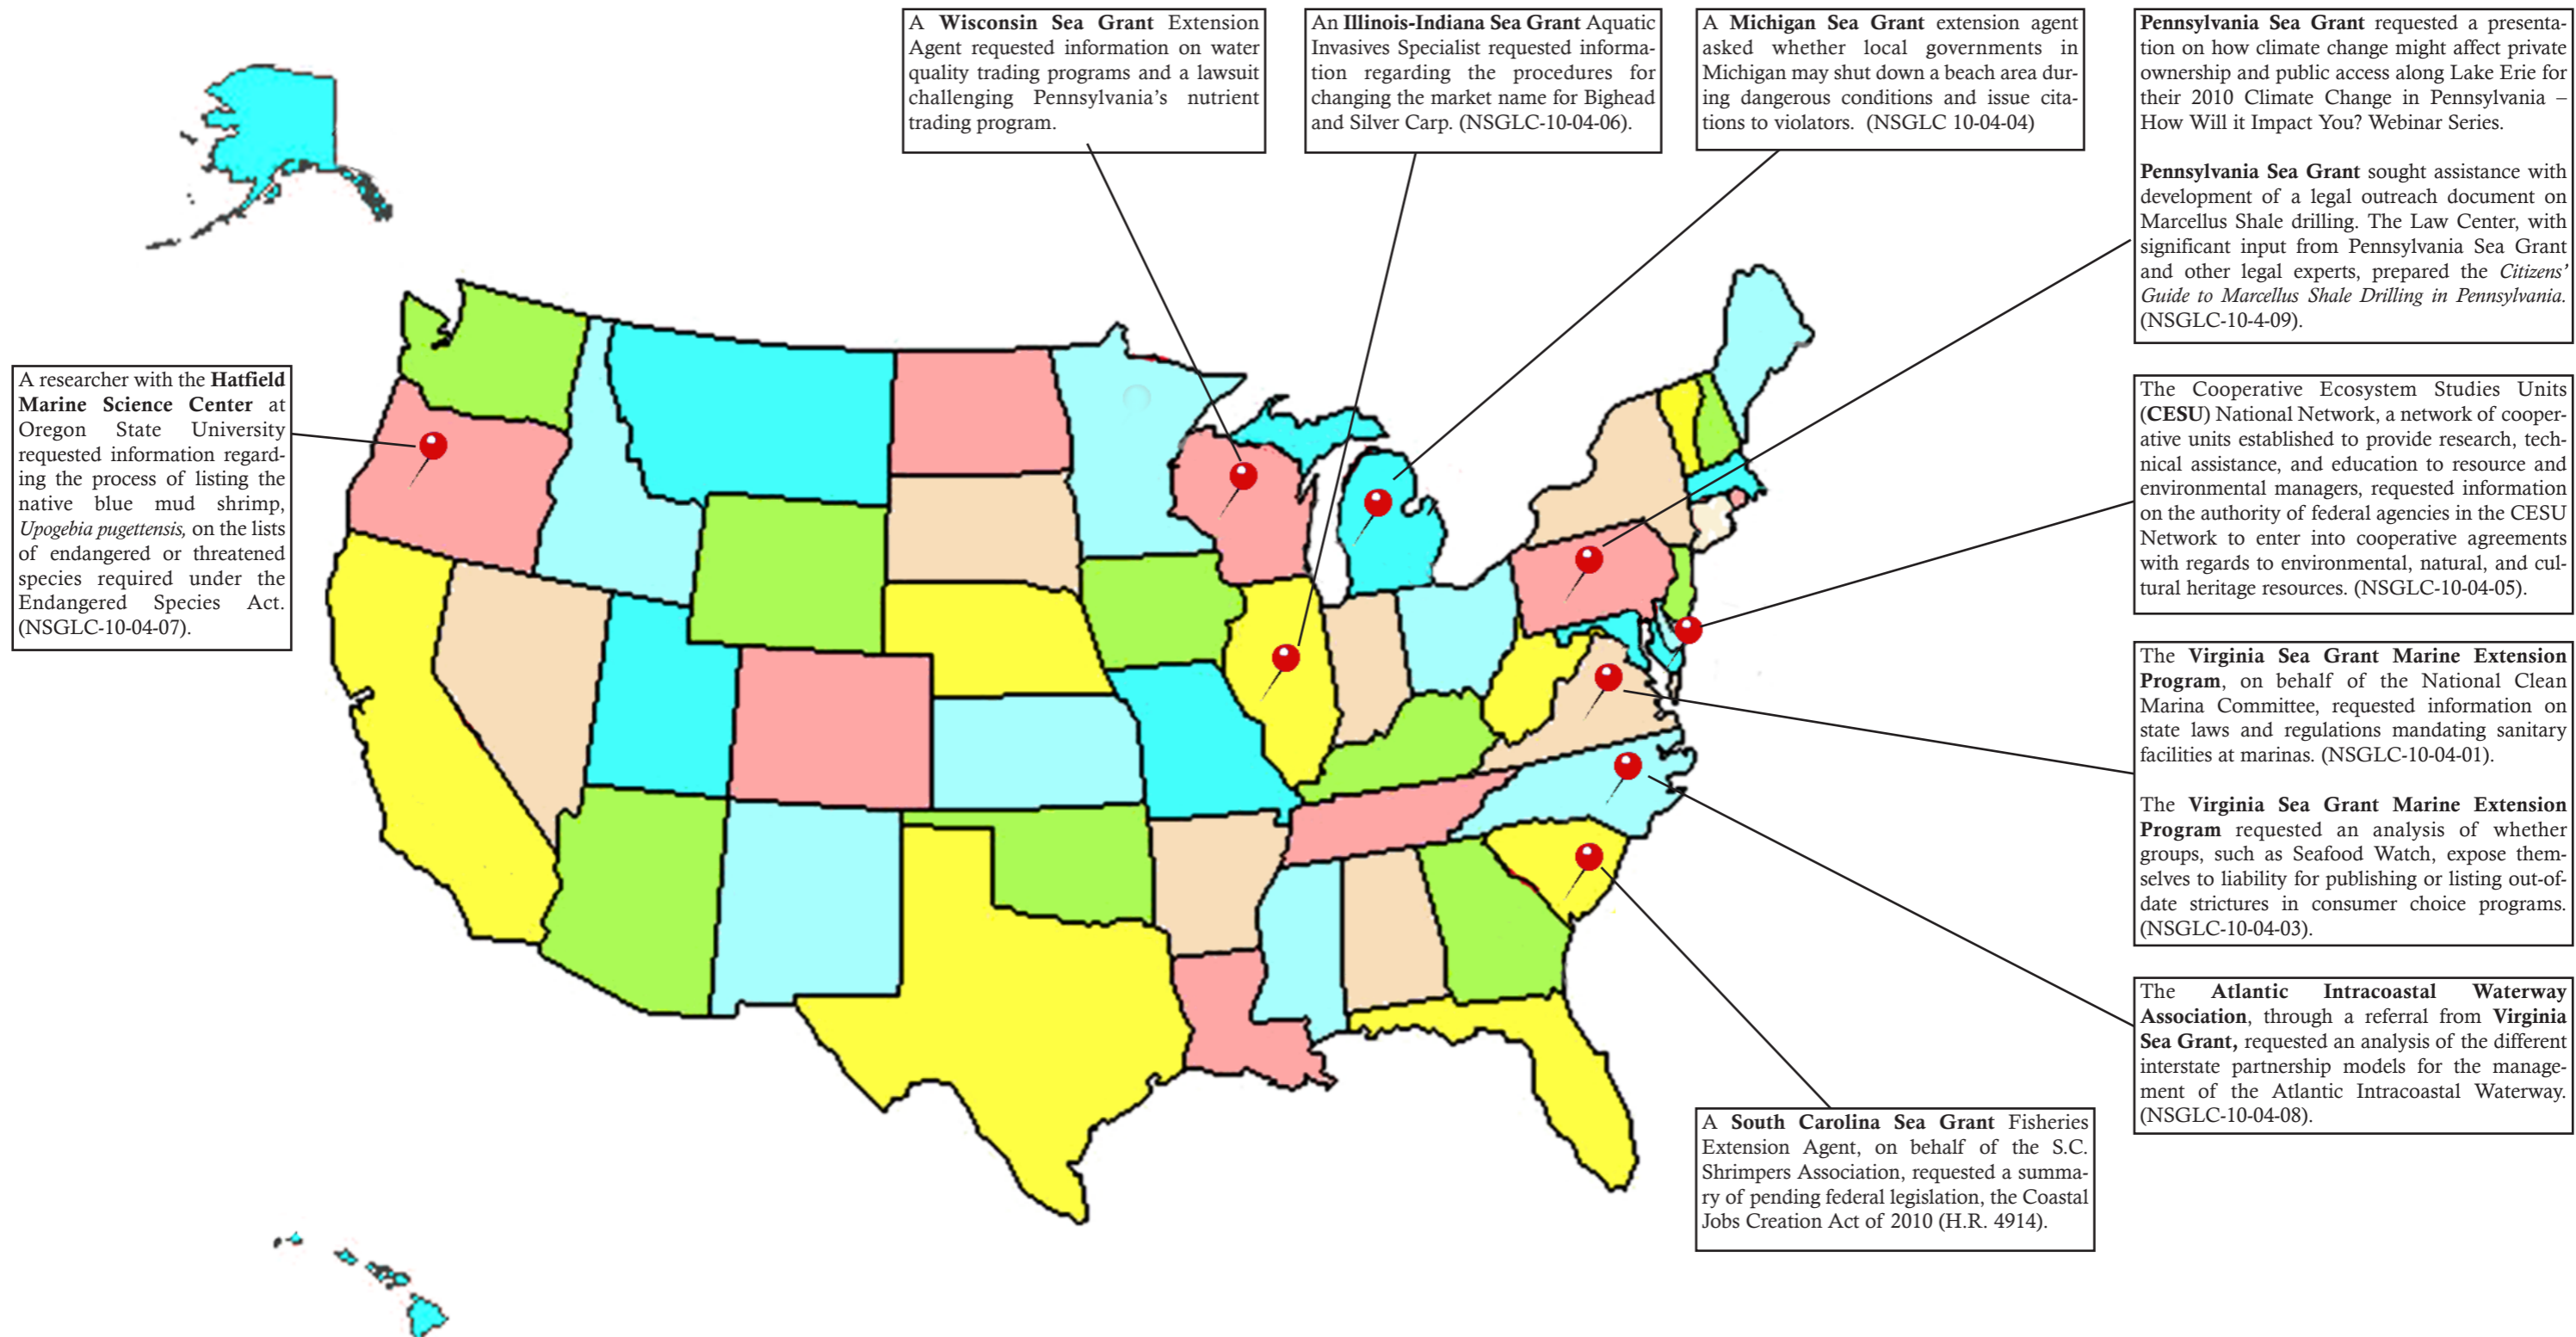 A Wisconsin Sea Grant Extension
Agent requested information on water
quality trading programs and a lawsuit
challenging Pennsylvania's nutrient
trading program.
An Illinois-Indiana Sea Grant Aquatic
Invasives Specialist requested informa-
tion regarding the procedures for
changing the market name for Bighead
and Silver Carp. (NSGLC-10-04-06).
A Michigan Sea Grant extension agent
asked whether local governments in
Michigan may shut down a beach area dur-
ing dangerous conditions and issue cita-
tions to violators. (NSGLC 10-04-04)
Pennsylvania Sea Grant requested a presenta-
tion on how climate change might affect private
ownership and public access along Lake Erie for
their 2010 Climate Change in Pennsylvania –
How Will it Impact You? Webinar Series.
Pennsylvania Sea Grant sought assistance with
development of a legal outreach document on
Marcellus Shale drilling. The Law Center, with
significant input from Pennsylvania Sea Grant
and other legal experts, prepared the Citizens'
Guide to Marcellus Shale Drilling in Pennsylvania.
(NSGLC-10-4-09).
A researcher with the Hatfield
Marine Science Center at
Oregon State University
requested information regard-
ing the process of listing the
native blue mud shrimp,
Upogebia pugettensis, on the lists
of endangered or threatened
species required under the
Endangered Species Act.
(NSGLC-10-04-07).
The Cooperative Ecosystem Studies Units
(CESU) National Network, a network of cooper-
ative units established to provide research, tech-
nical assistance, and education to resource and
environmental managers, requested information
on the authority of federal agencies in the CESU
Network to enter into cooperative agreements
with regards to environmental, natural, and cul-
tural heritage resources. (NSGLC-10-04-05).
The Virginia Sea Grant Marine Extension
Program, on behalf of the National Clean
Marina Committee, requested information on
state laws and regulations mandating sanitary
facilities at marinas. (NSGLC-10-04-01).
The Virginia Sea Grant Marine Extension
Program requested an analysis of whether
groups, such as Seafood Watch, expose them-
selves to liability for publishing or listing out-of-
date strictures in consumer choice programs.
(NSGLC-10-04-03).
The Atlantic Intracoastal Waterway
Association, through a referral from Virginia
Sea Grant, requested an analysis of the different
interstate partnership models for the manage-
ment of the Atlantic Intracoastal Waterway.
(NSGLC-10-04-08).
A South Carolina Sea Grant Fisheries
Extension Agent, on behalf of the S.C.
Shrimpers Association, requested a summa-
ry of pending federal legislation, the Coastal
Jobs Creation Act of 2010 (H.R. 4914).